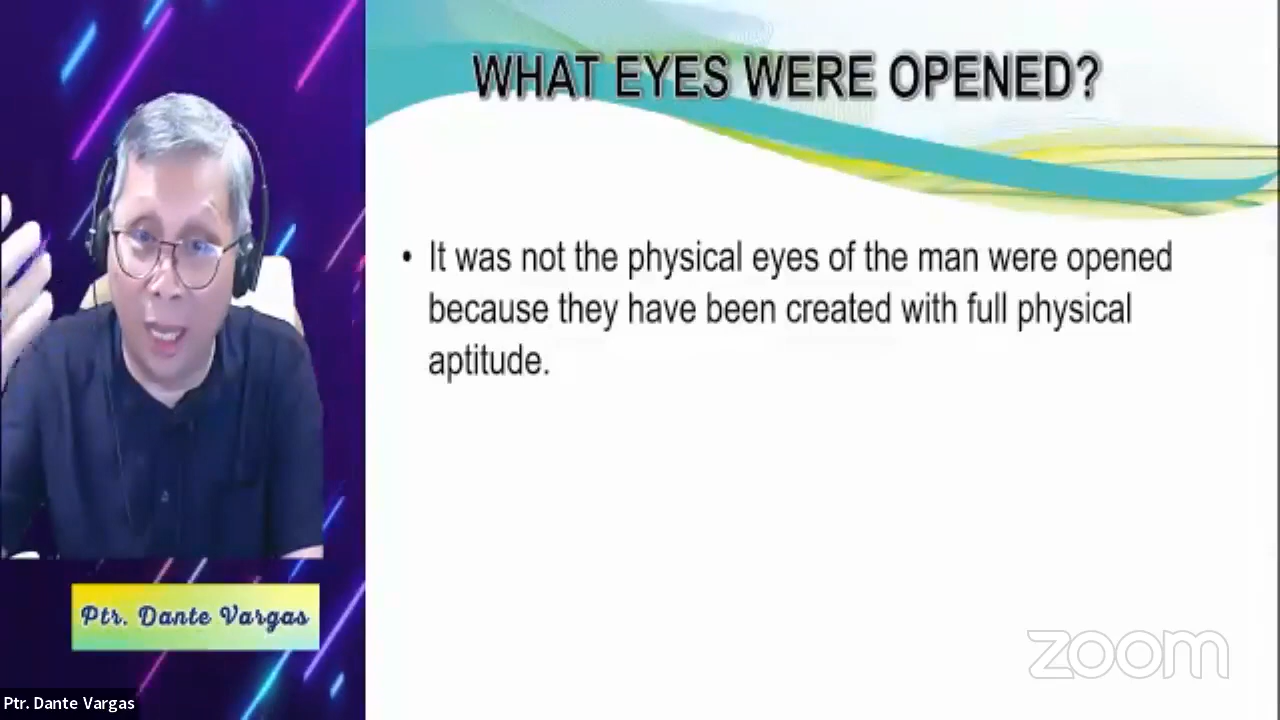 WHAT EYES WERE OPENED?
• It was not the physical eyes of the man were opened
because they have been created with full physical
aptitude.
Ptr. Dante Vargas
zoom
Ptr. Dante Vargas